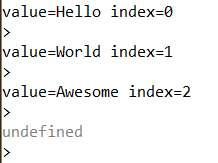 value=Hello index=0
>
value=World index=1
>
value=Awesome index=2
>
undefined
>